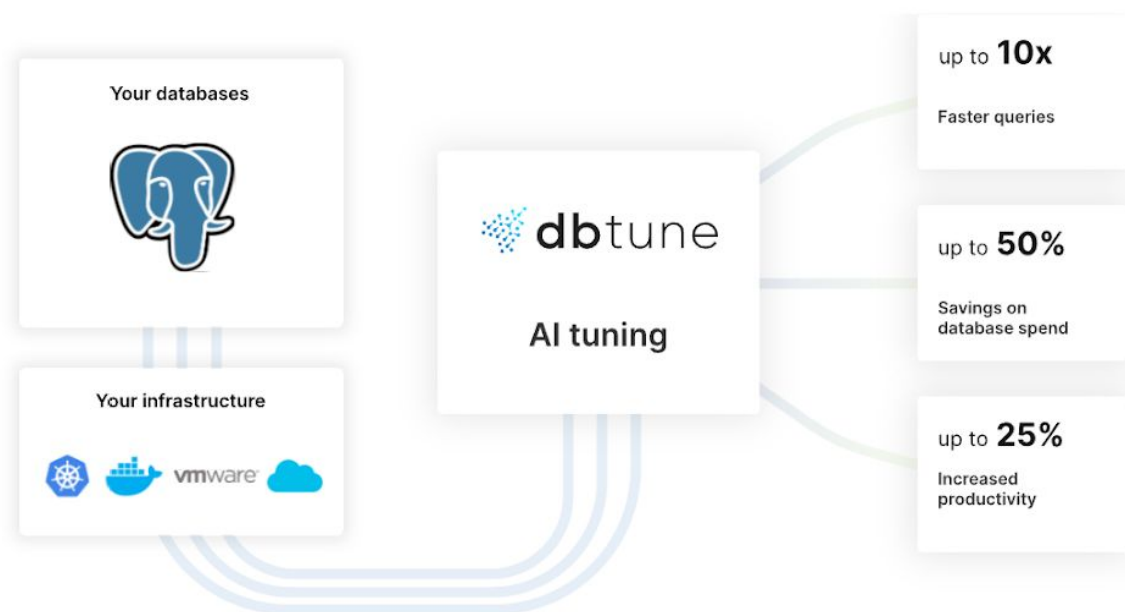 Your databases
Your infrastructure
vmware
dbtune
AI tuning
up to 10x
Faster queries
up to 50%
Savings on
database spend
up to 25%
Increased
productivity